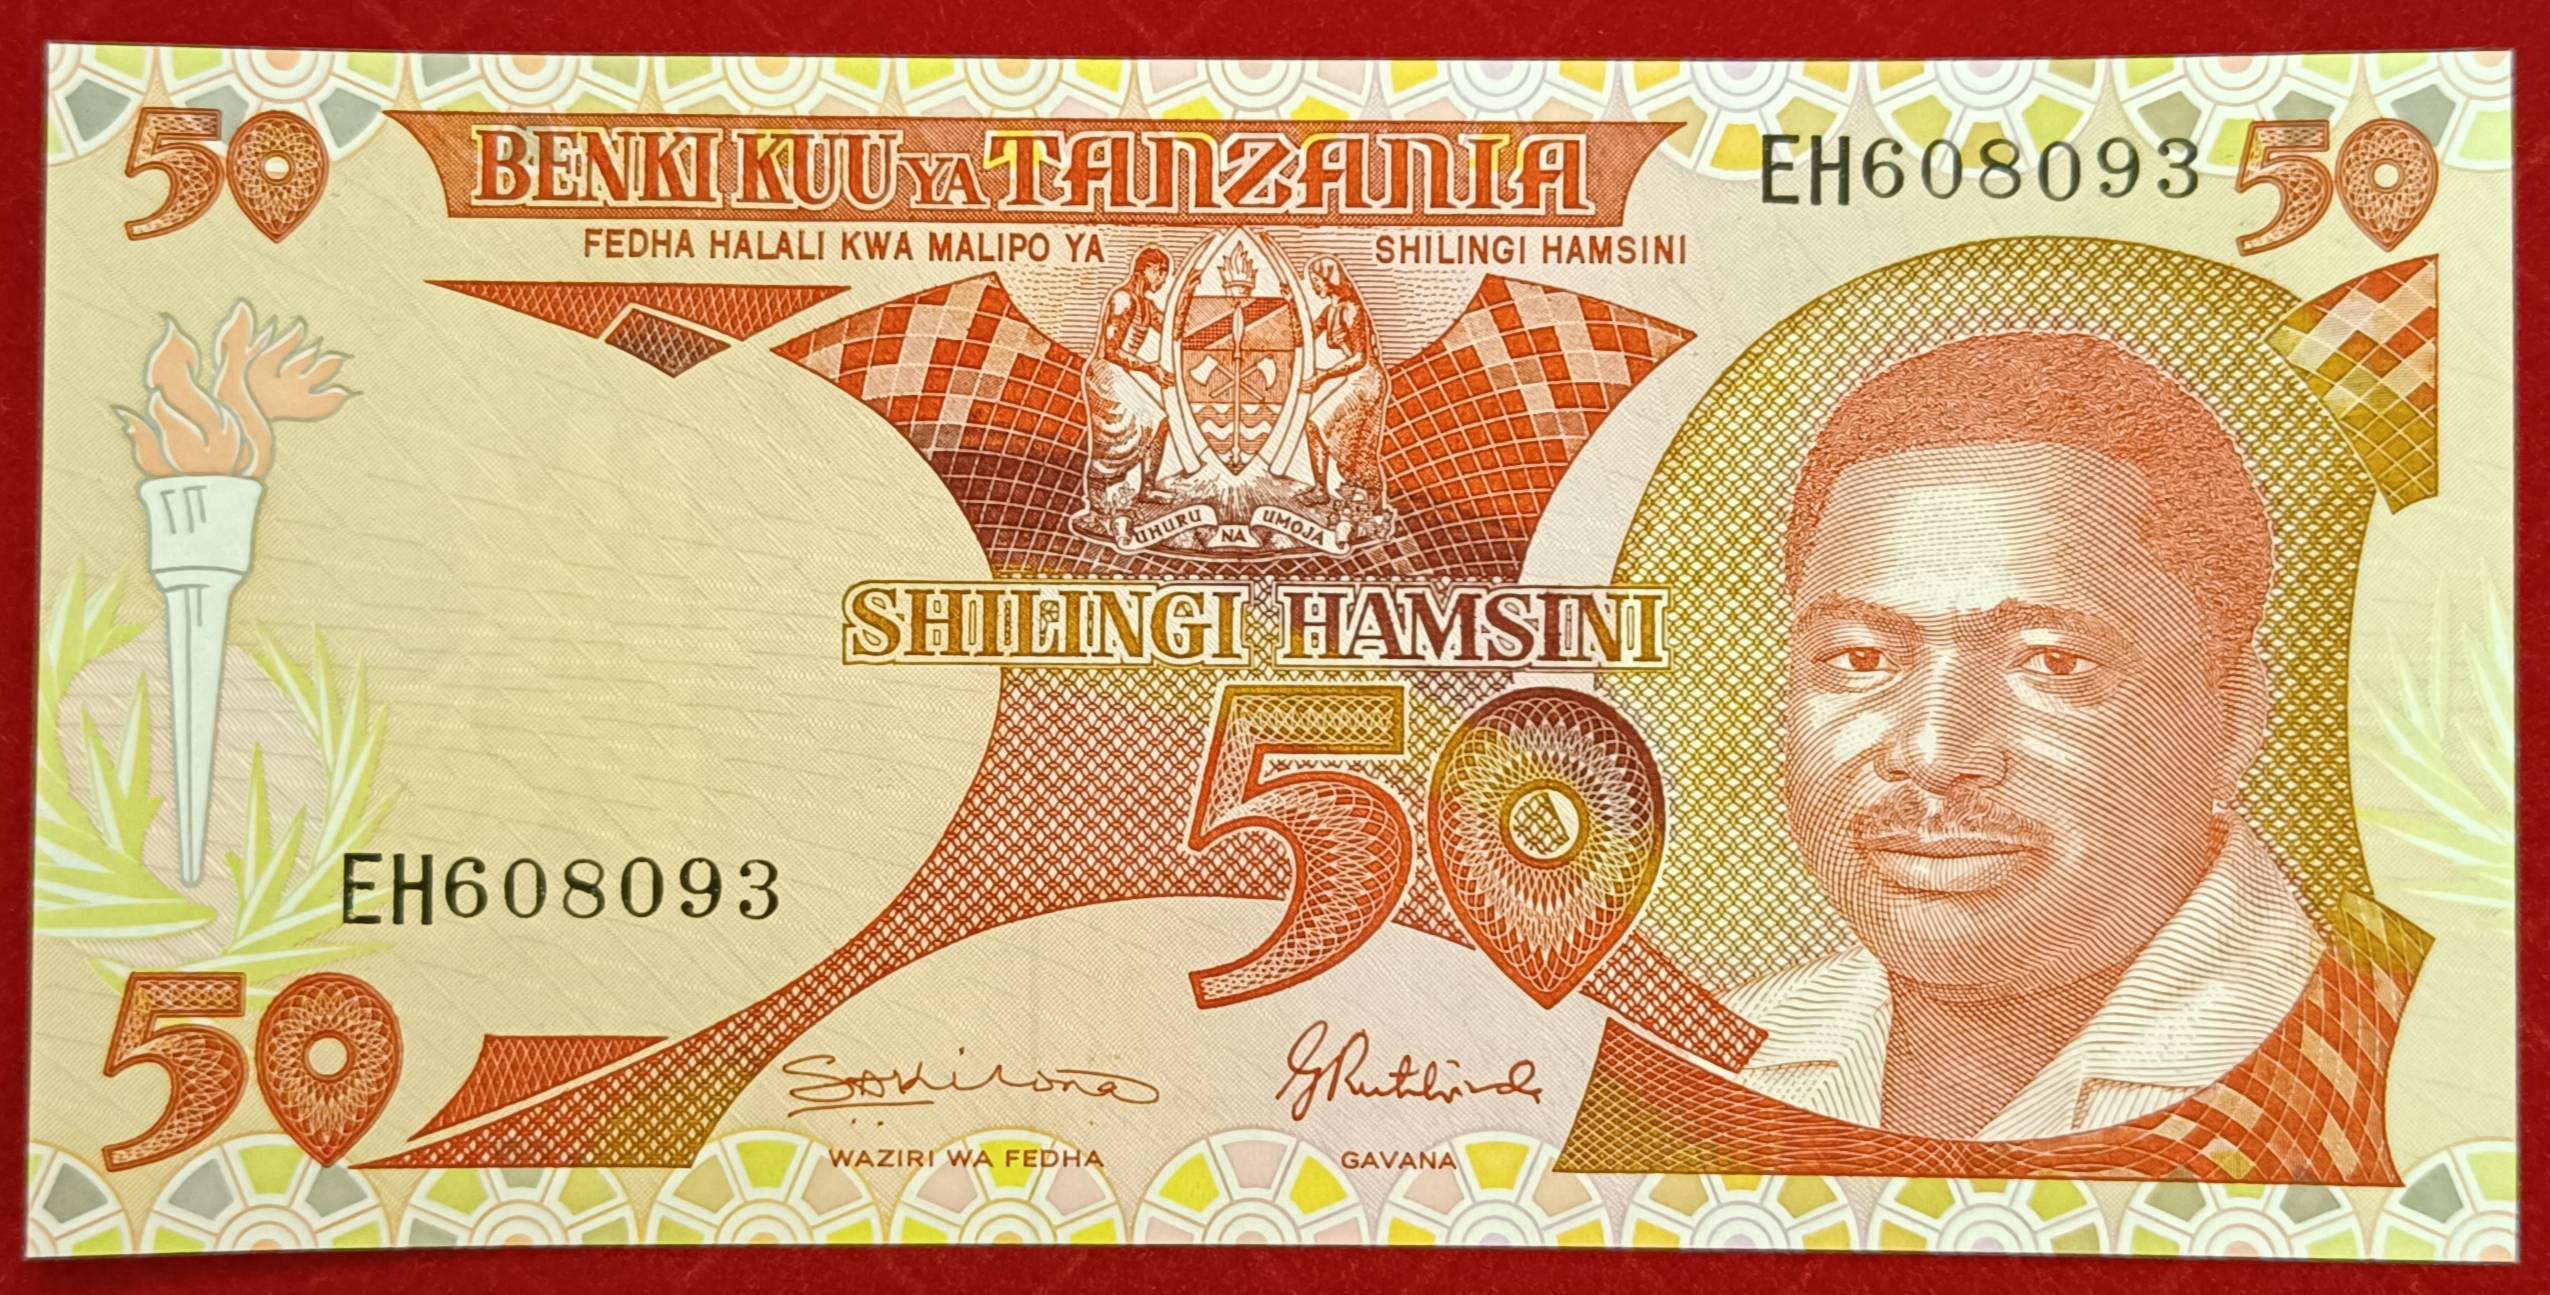 50
BENKI KUU YA TANZANIA
EH608093
50
FEDHA HALALI KWA MALIPO YA
SHILINGI HAMSINI
UHURU NA UMOJA
SHILINGI HAMSINI
50
EH608093
50
WAZIRI WA FEDHA
GAVANA